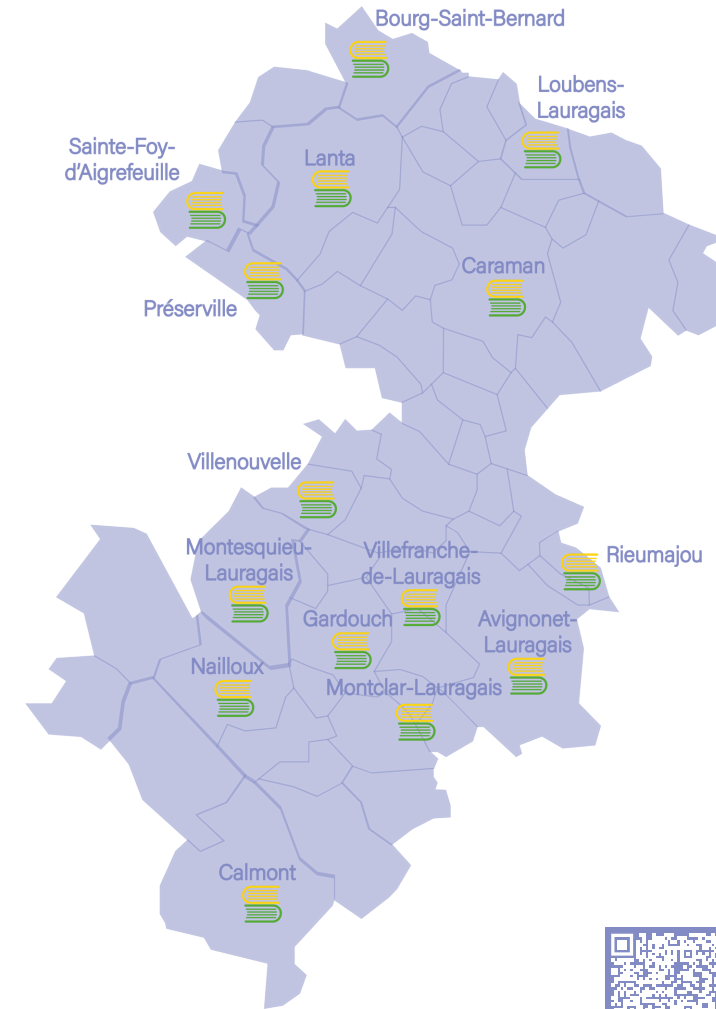 Bourg-Saint-Bernard
Loubens-
Lauragais
Sainte-Foy-
d'Aigrefeuille
Lanta
Caraman
Préserville
Villenouvelle
Montesquieu-
Lauragais
Villefranche-
de-Lauragais
Rieumajou
Gardouch
Avignonet-
Lauragais
Nailloux
Montclar-Lauragais
Calmont